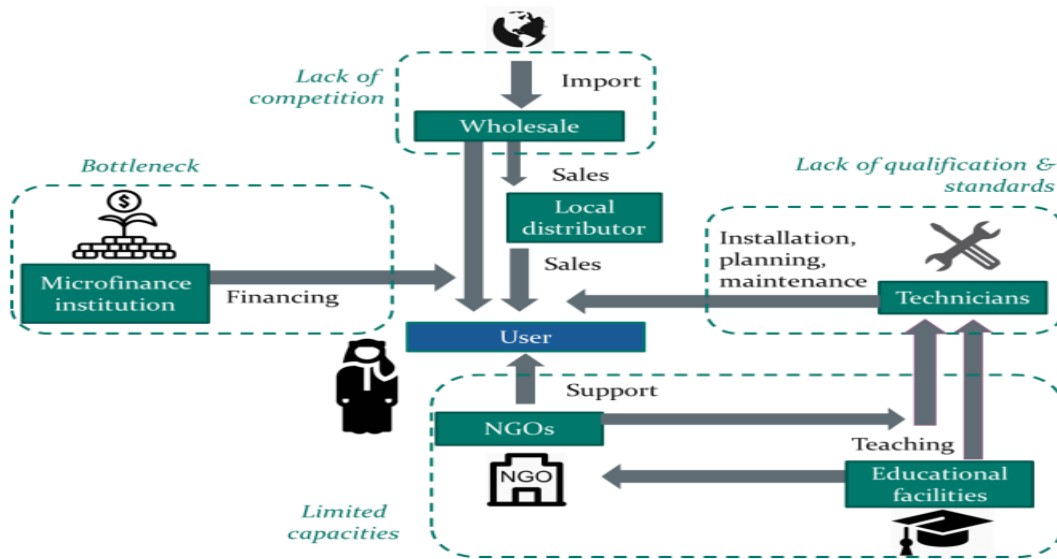 Lack of
competition
Import
Wholesale
Bottleneck
Sales
Lack of qualification &
standards
$
Local
distributor
Installation,
planning,
maintenance
Microfinance
institution
Financing
Sales
Technicians
User
Support
NGOs
Teaching
NGO
Educational
facilities
Limited
capacities